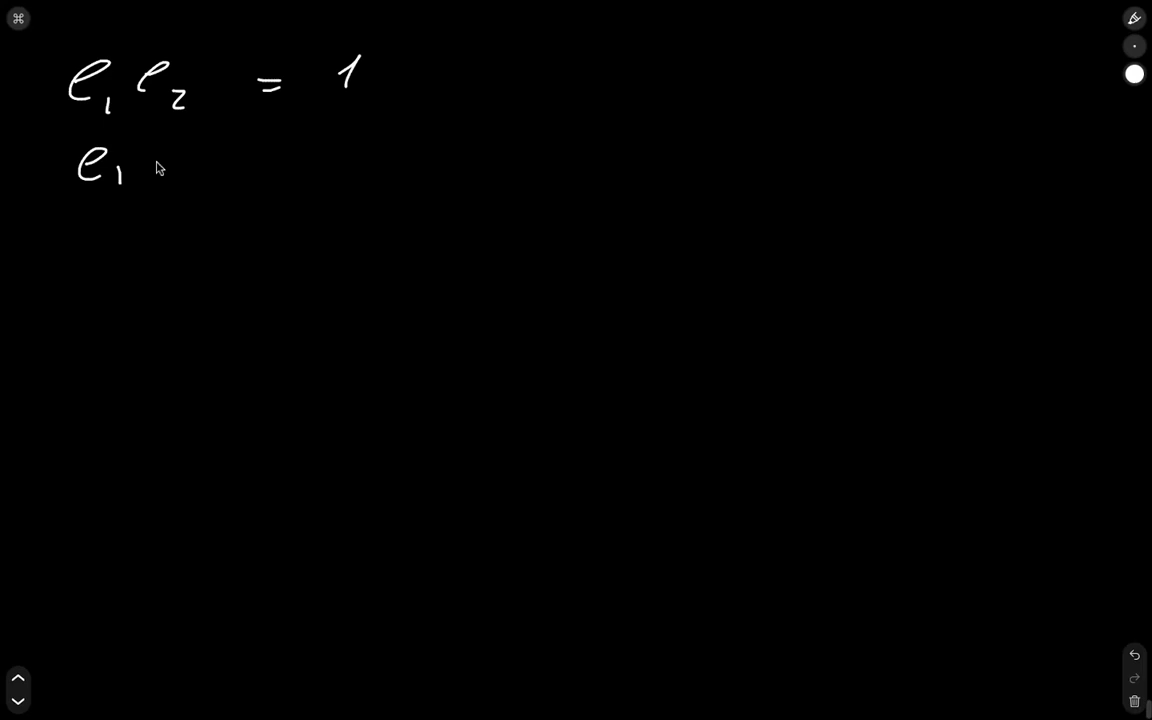 e₁ e₂ = 1
e₁